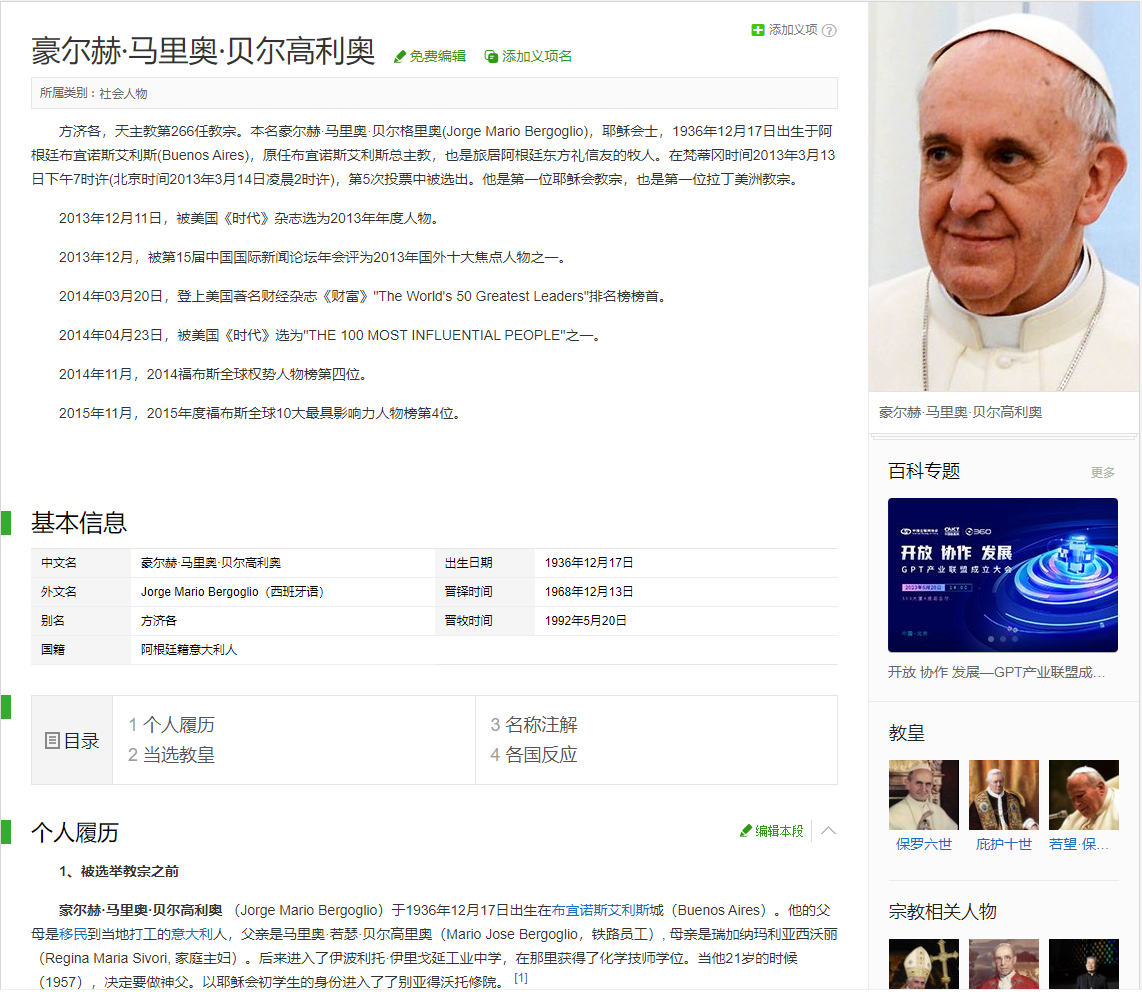 添加义项 ?
豪尔赫·马里奥·贝尔高利奥 免费编辑 添加义项名
所属类别：社会人物
方济各，天主教第266任教宗。本名豪尔赫·马里奥·贝尔格里奥(Jorge Mario Bergoglio)，耶稣会士，1936年12月17日出生于阿
根廷布宜诺斯艾利斯(Buenos Aires)，原任布宜诺斯艾利斯总主教，也是旅居阿根廷东方礼信友的牧人。在梵蒂冈时间2013年3月13
日下午7时许(北京时间2013年3月14日凌晨2时许)，第5次投票中被选出。他是第一位耶稣会教宗，也是第一位拉丁美洲教宗。
2013年12月11日，被美国《时代》杂志选为2013年年度人物。
2013年12月，被第15届中国国际新闻论坛年会评为2013年国外十大焦点人物之一。
2014年03月20日，登上美国著名财经杂志《财富》"The World's 50 Greatest Leaders"排名榜榜首。
2014年04月23日，被美国《时代》选为"THE 100 MOST INFLUENTIAL PEOPLE"之一。
2014年11月，2014福布斯全球权势人物榜第四位。
2015年11月，2015年度福布斯全球10大最具影响力人物榜第4位。
基本信息
中文名 豪尔赫·马里奥·贝尔高利奥 出生日期 1936年12月17日
外文名 Jorge Mario Bergoglio（西班牙语） 晋铎时间 1968年12月13日
别名 方济各 晋牧时间 1992年5月20日
国籍 阿根廷籍意大利人
目录
1 个人履历
2 当选教皇
3 名称注解
4 各国反应
个人履历 编辑本段
1、被选举教宗之前
豪尔赫·马里奥·贝尔高利奥 （Jorge Mario Bergoglio）于1936年12月17日出生在布宜诺斯艾利斯城（Buenos Aires）。他的父
母是移民到当地打工的意大利人，父亲是马里奥·若瑟·贝尔高里奥（Mario Jose Bergoglio，铁路员工）, 母亲是瑞加纳玛利亚西沃丽
（Regina Maria Sivori, 家庭主妇）。后来进入了伊波利托·伊里戈延工业中学，在那里获得了化学技师学位。当他21岁的时候
（1957），决定要做神父。以耶稣会初学生的身份进入了了别亚得沃托修院。 [1]
豪尔赫·马里奥·贝尔高利奥
百科专题 更多
360
开放 协作 发展
GPT产业联盟成立大会
开放 协作 发展—GPT产业联盟成...
教皇
保罗六世 庇护十世 若望·保...
宗教相关人物